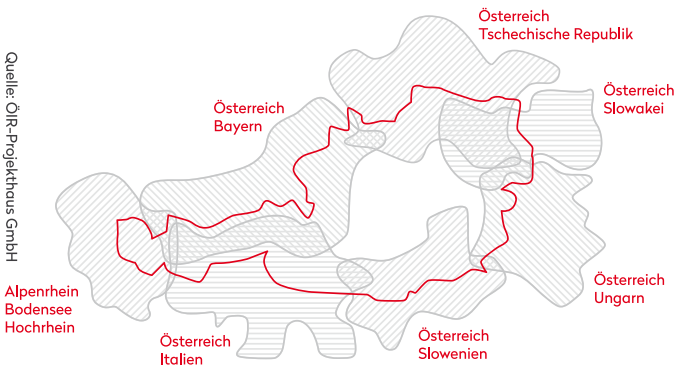 Österreich
Tschechische Republik
Österreich
Slowakei
Österreich
Bayern
Quelle: ÖIR-Projekthaus GmbH
Alpenrhein
Bodensee
Hochrhein
Österreich
Italien
Österreich
Slowenien
Österreich
Ungarn